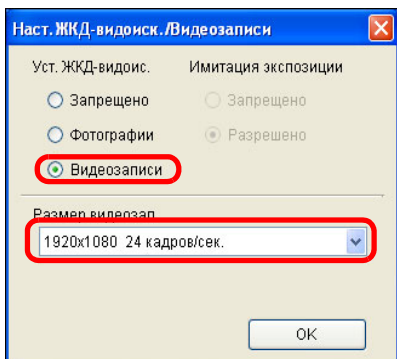 Наст. ЖКД-видоиск. /Видеозаписи
Уст. ЖКД-видоис. Имитация экспозиции
Запрещено Запрещено
Фотографии Разрешено
Видеозаписи
Размер видеозап.
1920x1080 24 кадров/сек.
OK